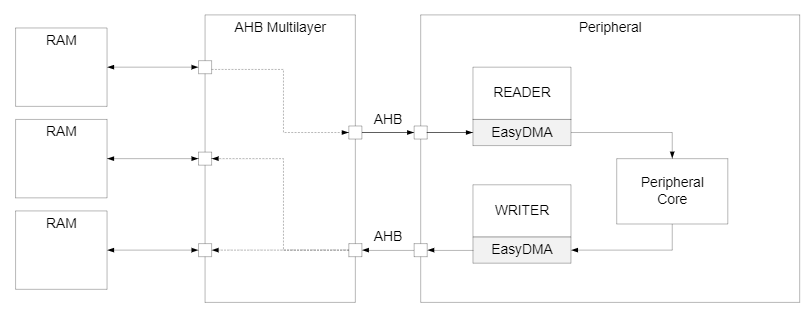 RAM
AHB Multilayer
Peripheral
READER
AHB
EasyDMA
RAM
Peripheral
Core
WRITER
RAM
AHB
EasyDMA